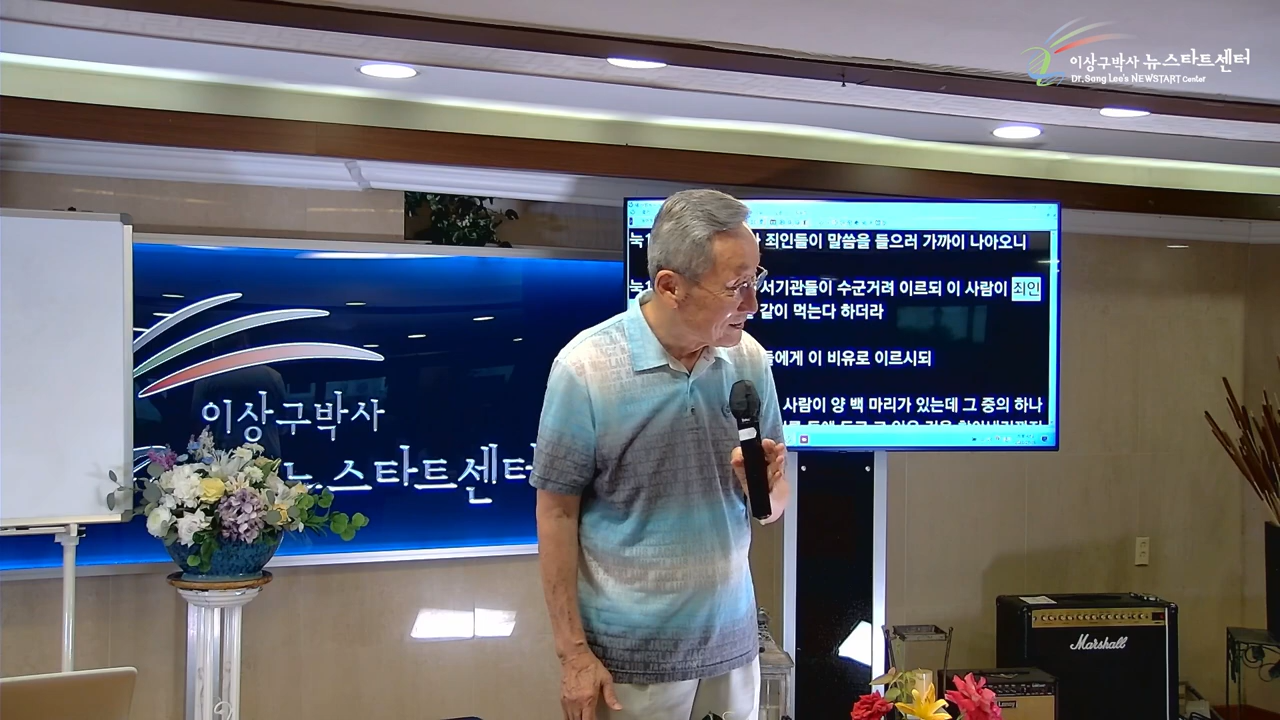 이상구박사 뉴스타트센터
Dr. Sang Lee's NEWSTART Center
죄인들이 말씀을 들으러 가까이 나아오니
서기관들이 수군거려 이르되 이 사람이 죄인
같이 먹는다 하더라
이 비유로 이르시되
사람이 양 백 마리가 있는데 그 중의 하나
이상구박사
뉴스타트센터
Marshall